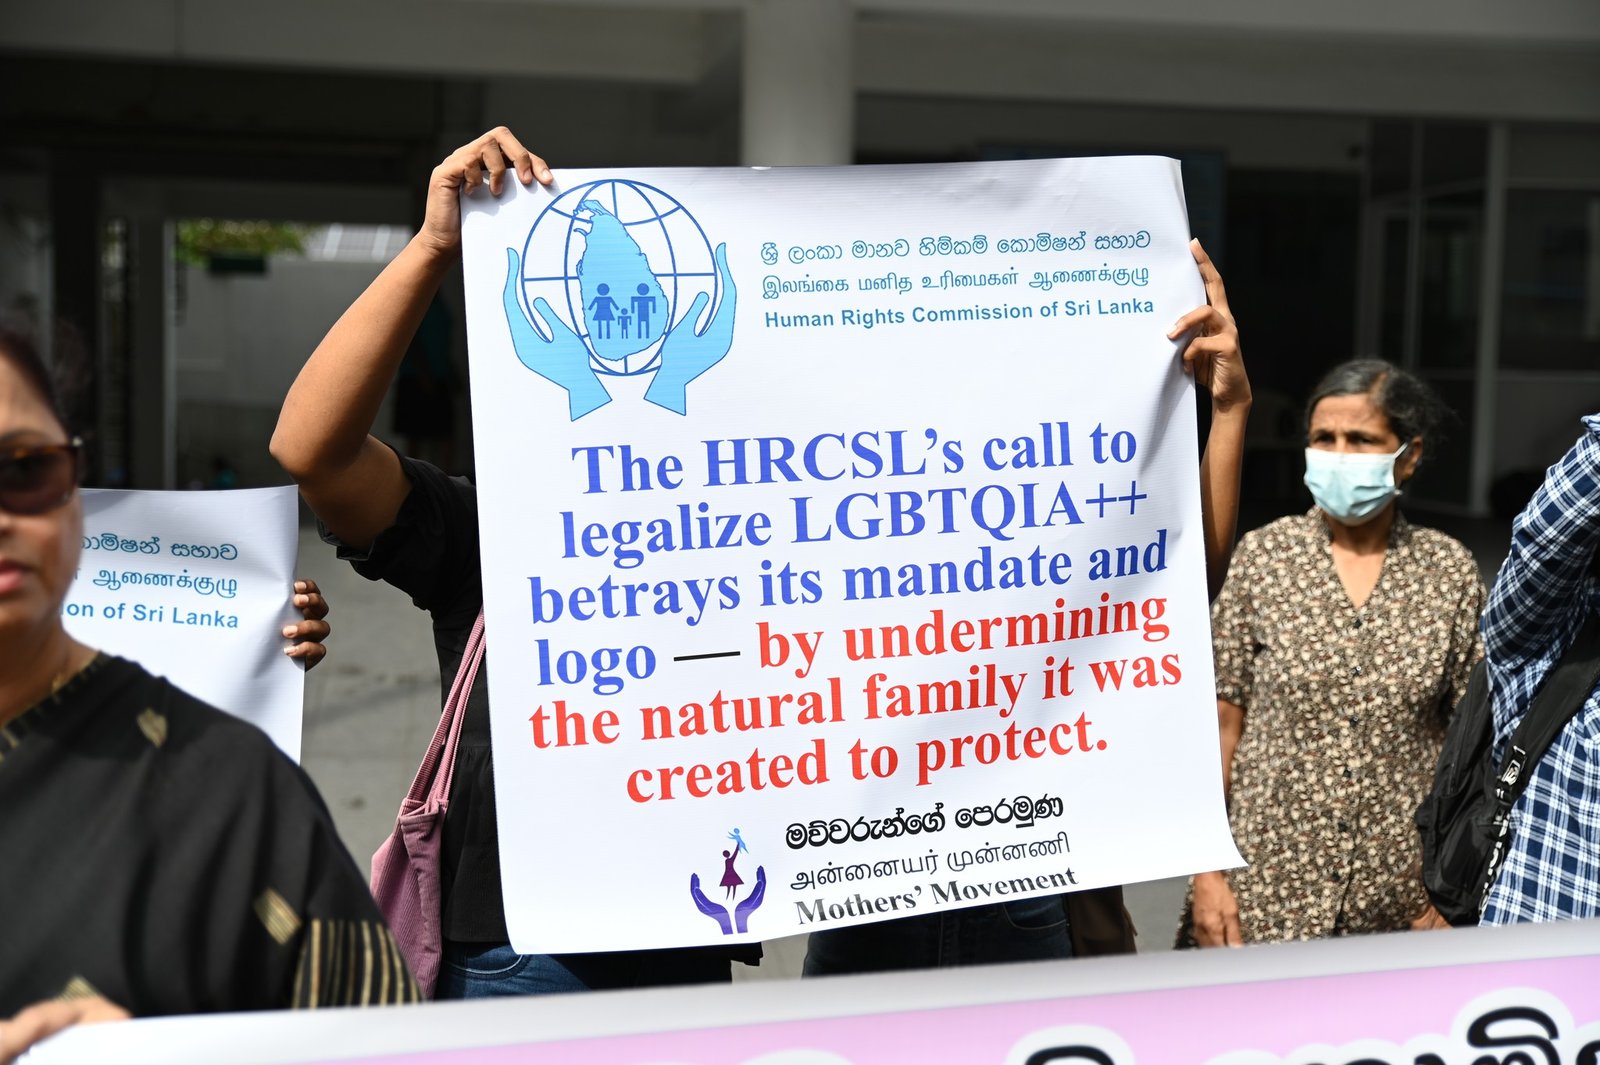 ශ්‍රී ලංකා මානව හිමිකම් කොමිෂන් සභාව
இலங்கை மனித உரிமைகள் ஆணைக்குழு
Human Rights Commission of Sri Lanka
The HRCSL’s call to
legalize LGBTQIA++
betrays its mandate and
logo — by undermining
the natural family it was
created to protect.
මව්වරුන්ගේ පෙරමුණ
அன்னையர் முன்னணி
Mothers’ Movement
සභාව
ஆணைக்குழு
of Sri Lanka